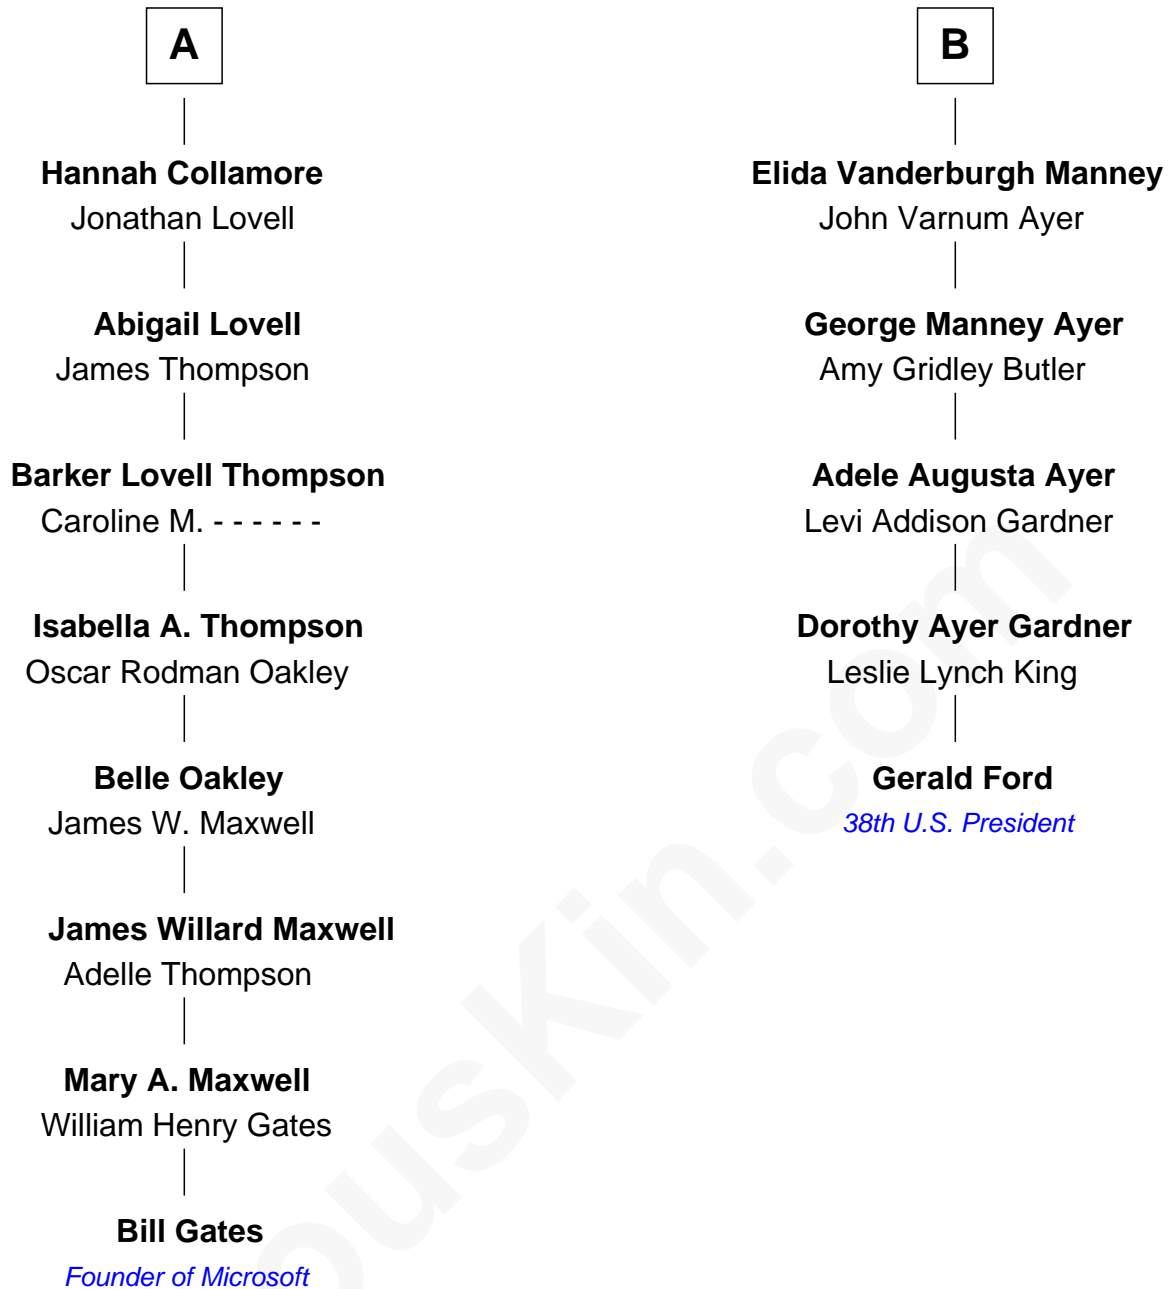 A
Hannah Collamore
Jonathan Lovell
Abigail Lovell
James Thompson
Barker Lovell Thompson
Caroline M. - - - - - -
Isabella A. Thompson
Oscar Rodman Oakley
Belle Oakley
James W. Maxwell
James Willard Maxwell
Adelle Thompson
Mary A. Maxwell
William Henry Gates
Bill Gates
Founder of Microsoft
B
Elida Vanderburgh Manney
John Varnum Ayer
George Manney Ayer
Amy Gridley Butler
Adele Augusta Ayer
Levi Addison Gardner
Dorothy Ayer Gardner
Leslie Lynch King
Gerald Ford
38th U.S. President
ousKin.com